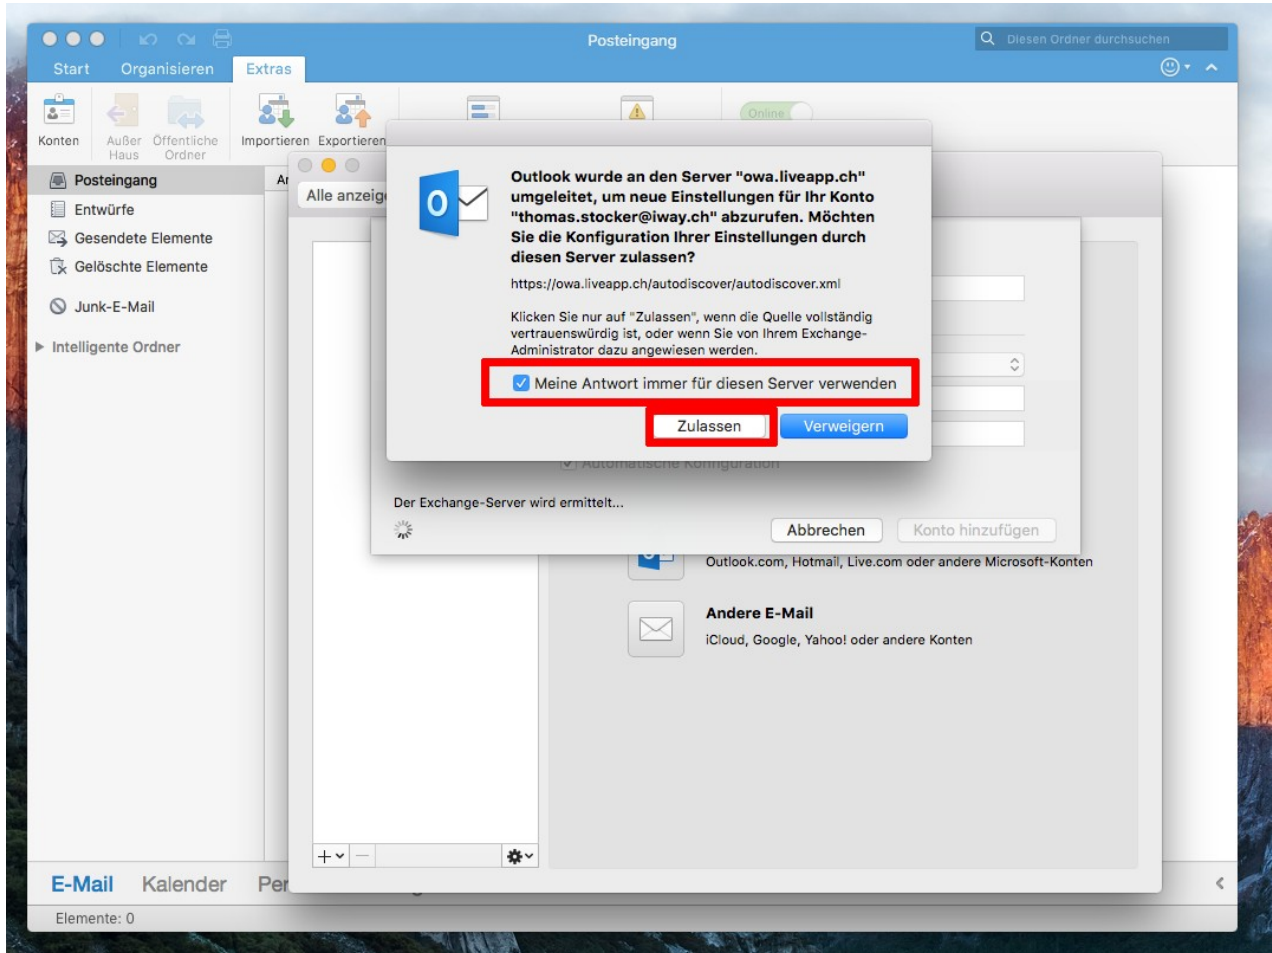 Posteingang
Diesen Ordner durchsuchen
Start Organisieren Extras
Online
Konten Außer Haus Öffentliche Ordner Importieren Exportieren
Posteingang
Entwürfe
Gesendete Elemente
Gelöschte Elemente
Junk-E-Mail
Intelligente Ordner
Alle anzeig
Outlook wurde an den Server "owa.liveapp.ch"
umgeleitet, um neue Einstellungen für Ihr Konto
"thomas.stocker@iway.ch" abzurufen. Möchten
Sie die Konfiguration Ihrer Einstellungen durch
diesen Server zulassen?
https://owa.liveapp.ch/autodiscover/autodiscover.xml
Klicken Sie nur auf "Zulassen", wenn die Quelle vollständig
vertrauenswürdig ist, oder wenn Sie von Ihrem Exchange-
Administrator dazu angewiesen werden.
Meine Antwort immer für diesen Server verwenden
Zulassen Verweigern
Automatische Konfiguration
Der Exchange-Server wird ermittelt...
Abbrechen Konto hinzufügen
Outlook.com, Hotmail, Live.com oder andere Microsoft-Konten
Andere E-Mail
iCloud, Google, Yahoo! oder andere Konten
E-Mail Kalender Per
Elemente: 0